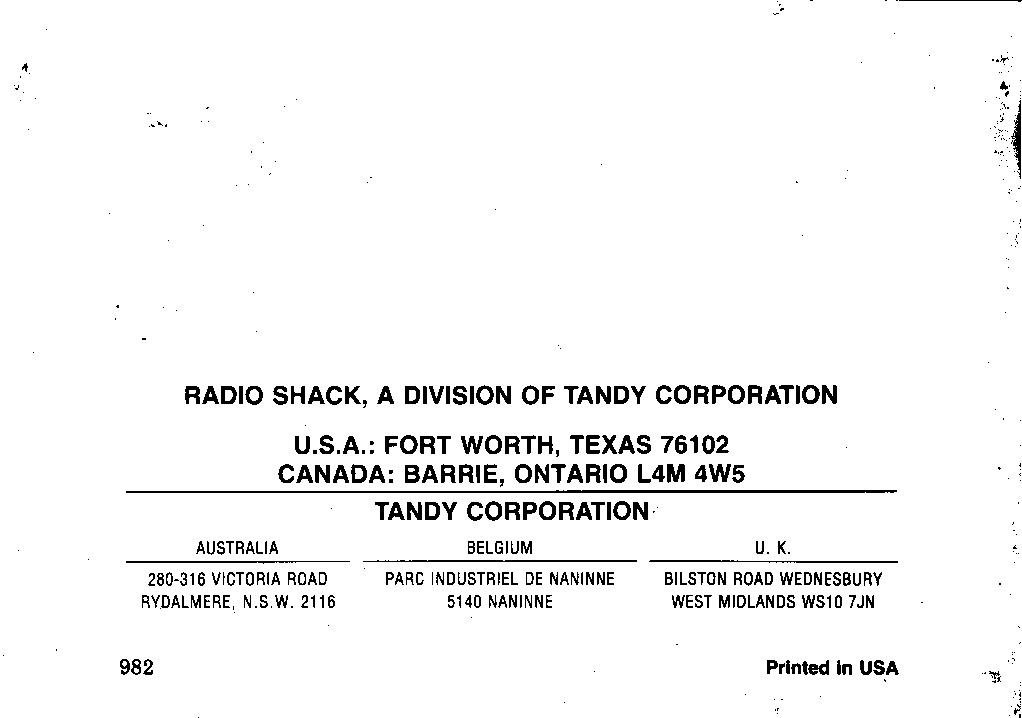 RADIO SHACK, A DIVISION OF TANDY CORPORATION
U.S.A.: FORT WORTH, TEXAS 76102
CANADA: BARRIE, ONTARIO L4M 4W5
TANDY CORPORATION
AUSTRALIA
280-316 VICTORIA ROAD
RYDALMERE, N.S.W. 2116
BELGIUM
PARC INDUSTRIEL DE NANINNE
5140 NANINNE
U. K.
BILSTON ROAD WEDNESBURY
WEST MIDLANDS WS10 7JN
982
Printed in USA